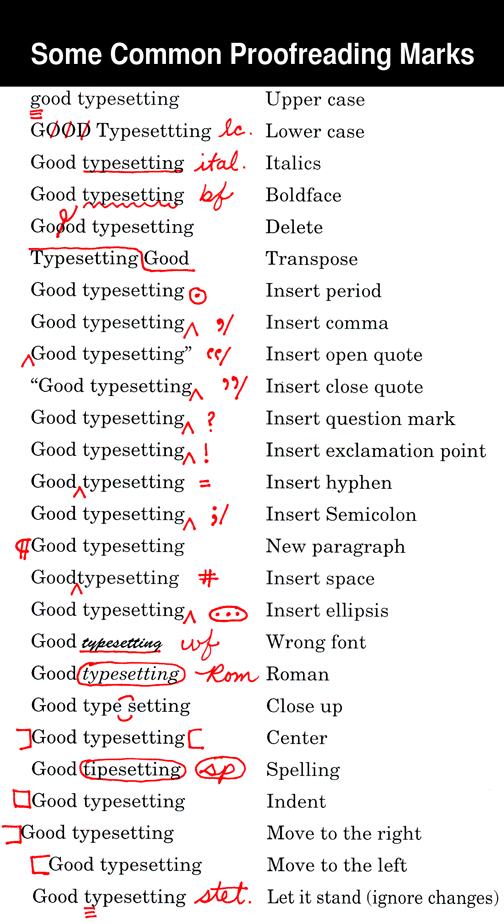 Some Common Proofreading Marks
good typesetting Upper case
GOOD Typesettting lc. Lower case
Good typesetting ital. Italics
Good typesetting bf Boldface
Goood typesetting Delete
Typesetting Good Transpose
Good typesetting ⊙ Insert period
Good typesetting‸ ,/ Insert comma
‸Good typesetting” “/ Insert open quote
“Good typesetting‸ ”/ Insert close quote
Good typesetting‸ ? Insert question mark
Good typesetting‸ ! Insert exclamation point
Good‸typesetting = Insert hyphen
Good typesetting‸ ;/ Insert Semicolon
¶Good typesetting New paragraph
Good‸typesetting # Insert space
Good typesetting‸ ... Insert ellipsis
Good typesetting wf Wrong font
Good typesetting Rom Roman
Good type setting Close up
]Good typesetting[ Center
Good tipesetting sp Spelling
Good typesetting Indent
]Good typesetting Move to the right
[Good typesetting Move to the left
Good typesetting stet. Let it stand (ignore changes)